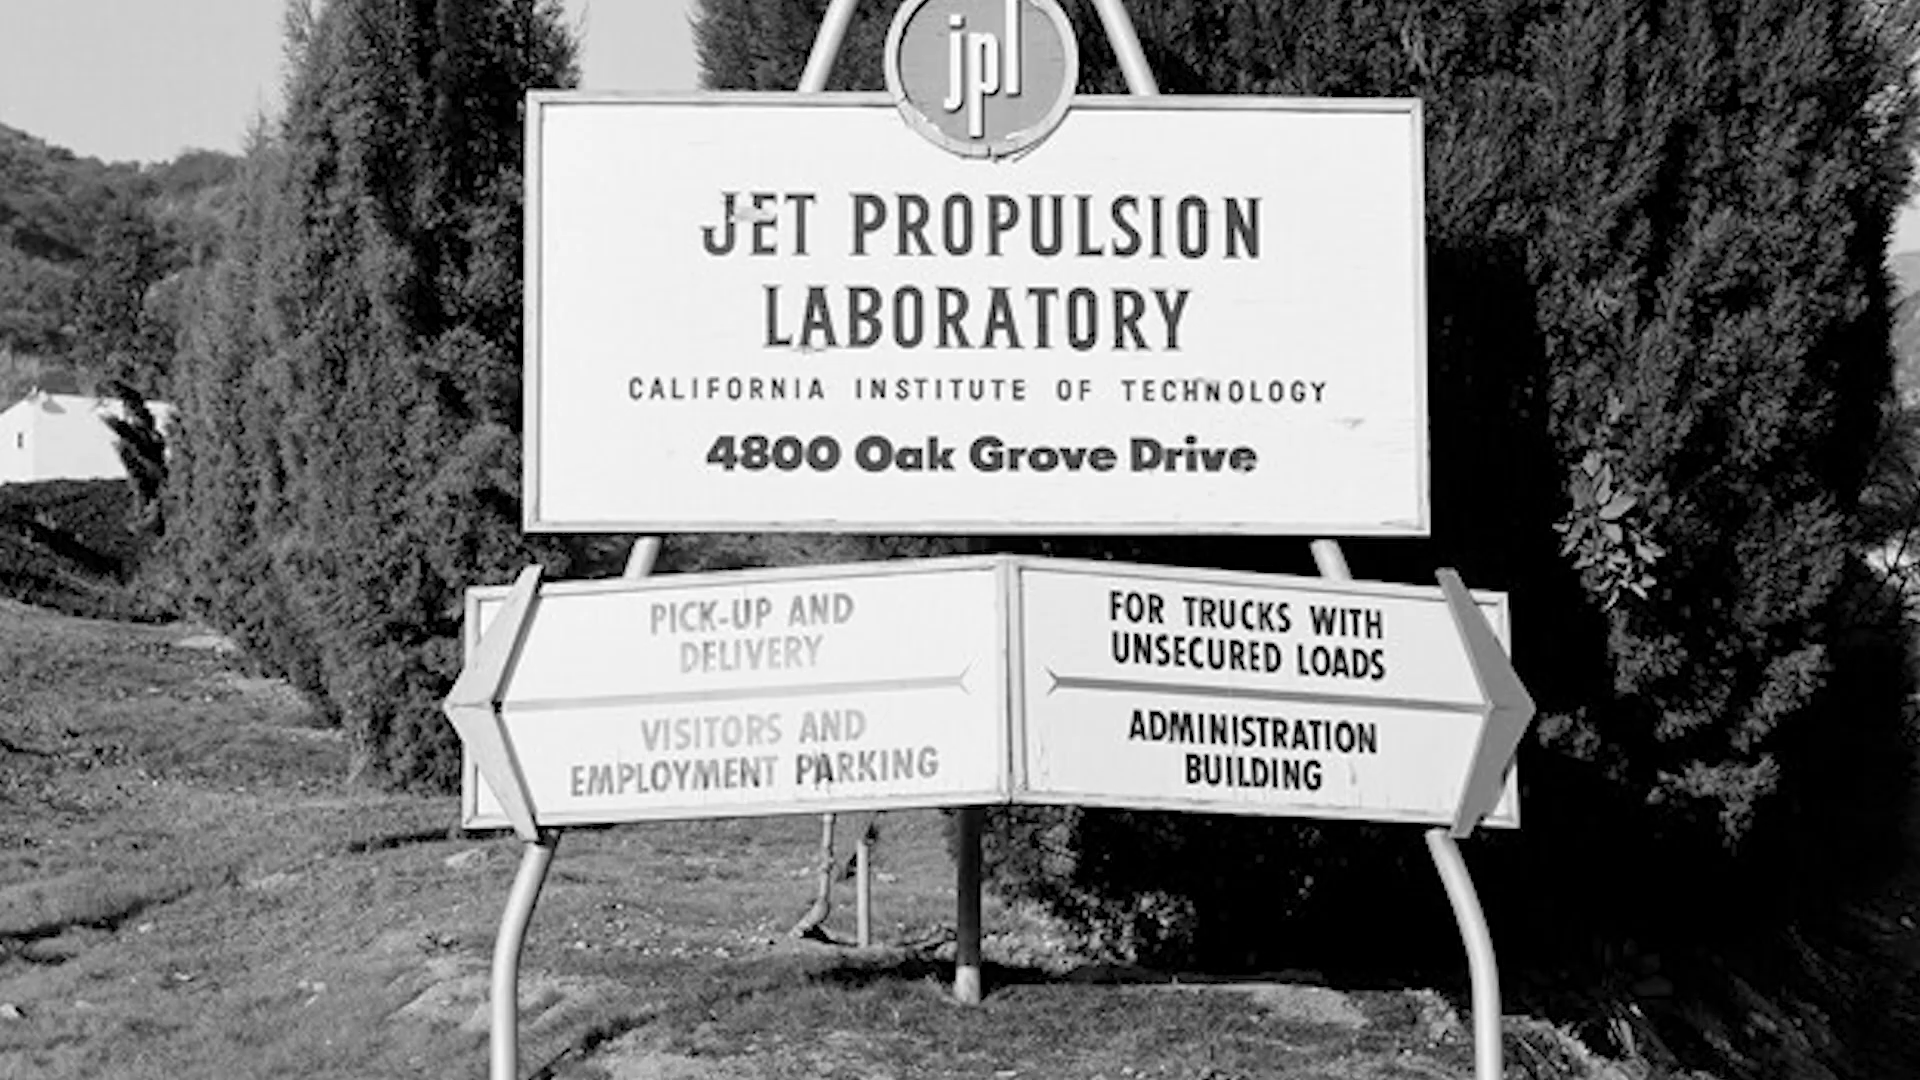 jpl
JET PROPULSION
LABORATORY
CALIFORNIA INSTITUTE OF TECHNOLOGY
4800 Oak Grove Drive
PICK-UP AND
DELIVERY
VISITORS AND
EMPLOYMENT PARKING
FOR TRUCKS WITH
UNSECURED LOADS
ADMINISTRATION
BUILDING